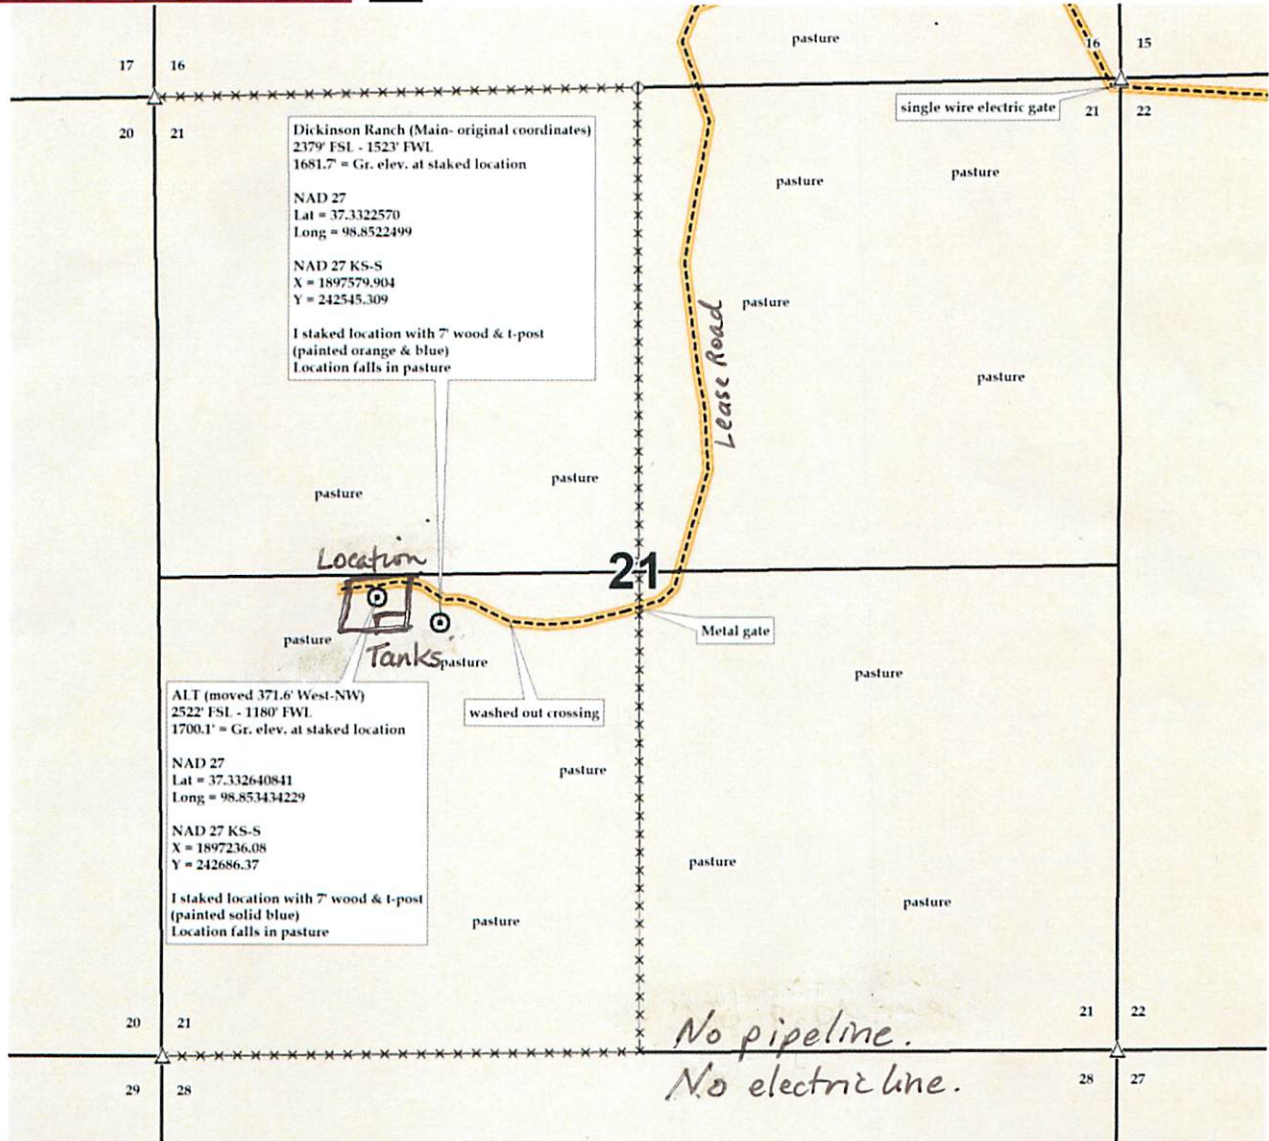 pasture
16
15
17
16
single wire electric gate
21
22
20
21
Dickinson Ranch (Main- original coordinates)
2379' FSL - 1523' FWL
1681.7' = Gr. elev. at staked location
NAD 27
Lat = 37.3322570
Long = 98.8522499
NAD 27 KS-S
X = 1897579.904
Y = 242545.309
I staked location with 7' wood & t-post
(painted orange & blue)
Location falls in pasture
pasture
pasture
pasture
Lease Road
pasture
pasture
pasture
Location
21
Metal gate
pasture
Tanks
pasture
pasture
ALT (moved 371.6' West-NW)
2522' FSL - 1180' FWL
1700.1' = Gr. elev. at staked location
NAD 27
Lat = 37.332640841
Long = 98.853434229
NAD 27 KS-S
X = 1897236.08
Y = 242686.37
I staked location with 7' wood & t-post
(painted solid blue)
Location falls in pasture
washed out crossing
pasture
pasture
pasture
pasture
20
21
21
22
No pipeline.
No electric line.
29
28
28
27